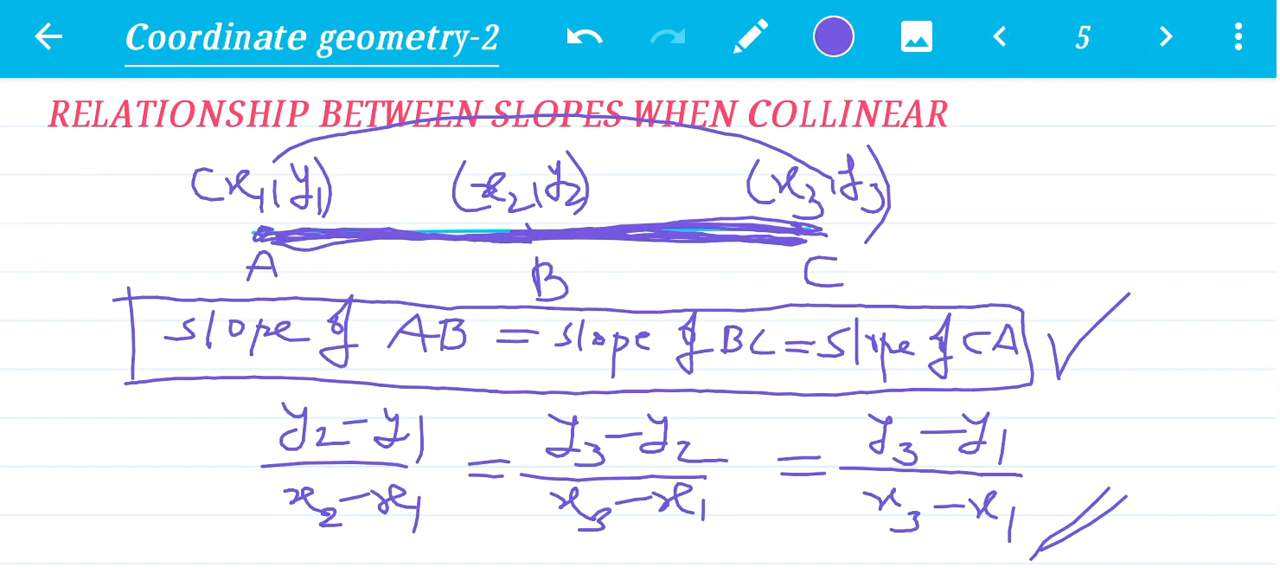 Coordinate geometry-2 5
RELATIONSHIP BETWEEN SLOPES WHEN COLLINEAR
(x₁, y₁) (x₂, y₂) (x₃, y₃)
A B C
slope of AB = slope of BC = slope of CA
y₂-y₁ / x₂-x₁ = y₃-y₂ / x₃-x₁ = y₃-y₁ / x₃-x₁